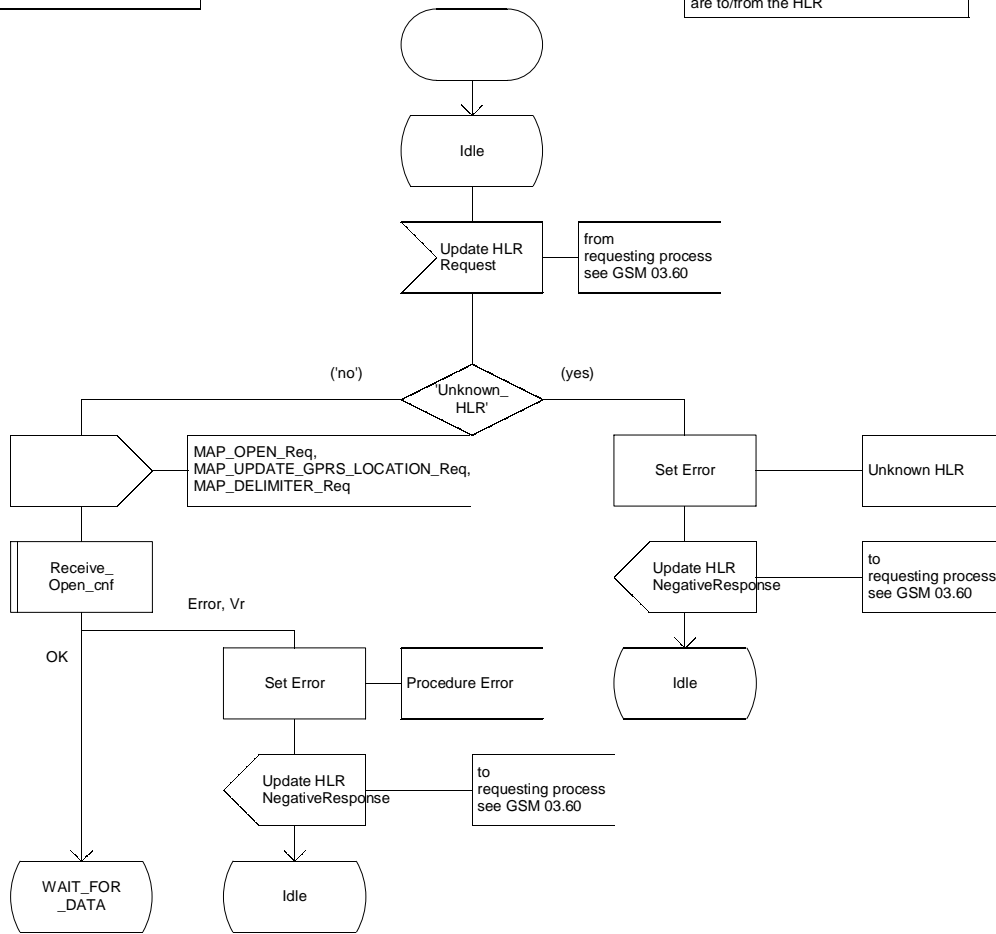 are to/from the HLR
Idle
Update HLR
Request
from
requesting process
see GSM 03.60
('no')
'Unknown_
HLR'
(yes)
MAP_OPEN_Req,
MAP_UPDATE_GPRS_LOCATION_Req,
MAP_DELIMITER_Req
Set Error
Unknown HLR
Receive_
Open_cnf
Update HLR
NegativeResponse
to
requesting process
see GSM 03.60
Error, Vr
OK
Set Error
Procedure Error
Idle
Update HLR
NegativeResponse
to
requesting process
see GSM 03.60
WAIT_FOR
_DATA
Idle